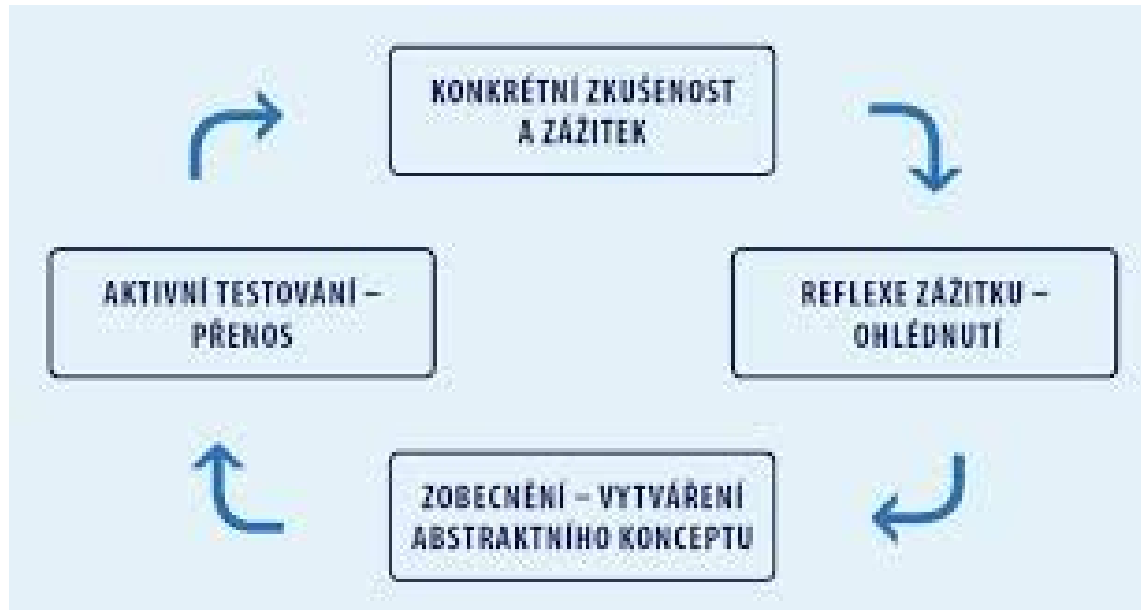 KONKRÉTNÍ ZKUŠENOST
A ZÁŽITEK
AKTIVNÍ TESTOVÁNÍ –
PŘENOS
REFLEXE ZÁŽITKU –
OHLÉDNUTÍ
ZOBECNĚNÍ – VYTVÁŘENÍ
ABSTRAKTNÍHO KONCEPTU